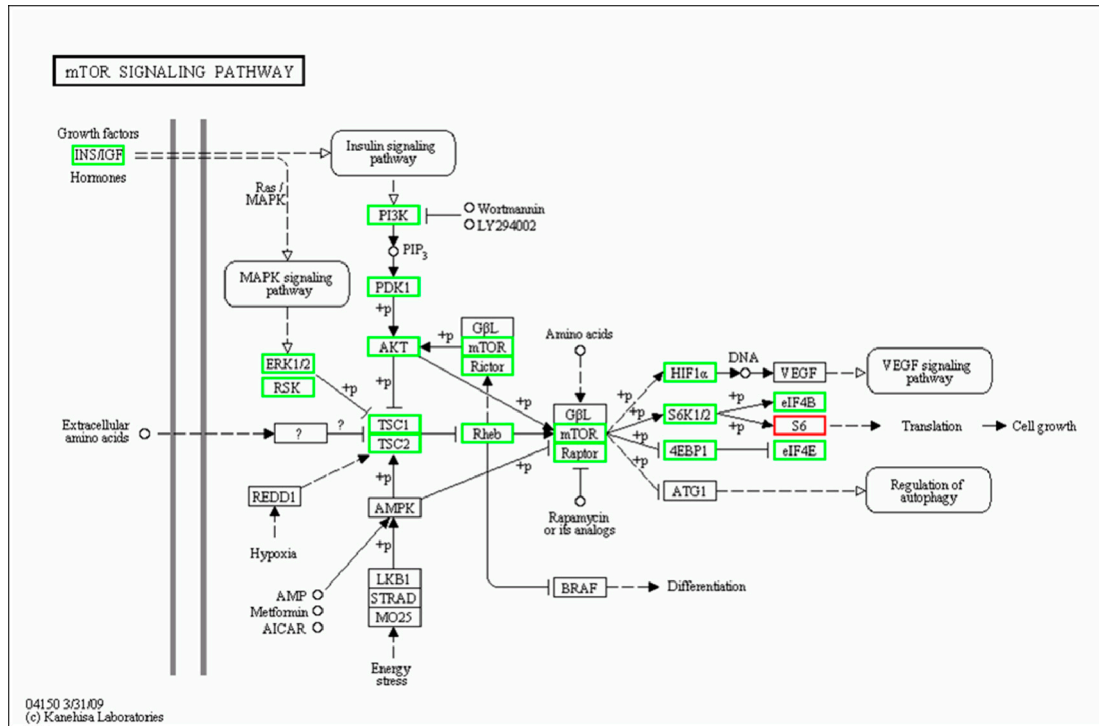 mTOR SIGNALING PATHWAY
Growth factors
INS/IGF
Hormones
Insulin signaling
pathway
Ras /
MAPK
PI3K
Wortmannin
LY294002
PIP3
MAPK signaling
pathway
PDK1
+p
GβL
+p
AKT
mTOR
Rictor
Amino acids
ERK1/2
RSK
+p
+p
+p
HIF1α
DNA
VEGF
VEGF signaling
pathway
GβL
mTOR
Raptor
+p
S6K1/2
+p
eIF4B
+p
S6
Translation
Cell growth
Extracellular
amino acids
?
?
TSC1
TSC2
Rheb
+p
4EBP1
eIF4E
+p
+p
+p
ATG1
Regulation of
autophagy
REDD1
AMPK
Rapamycin
or its analogs
Hypoxia
+p
LKB1
STRAD
MO25
BRAF
Differentiation
AMP
Metformin
AICAR
Energy
stress
04150 3/31/09
(c) Kanehisa Laboratories